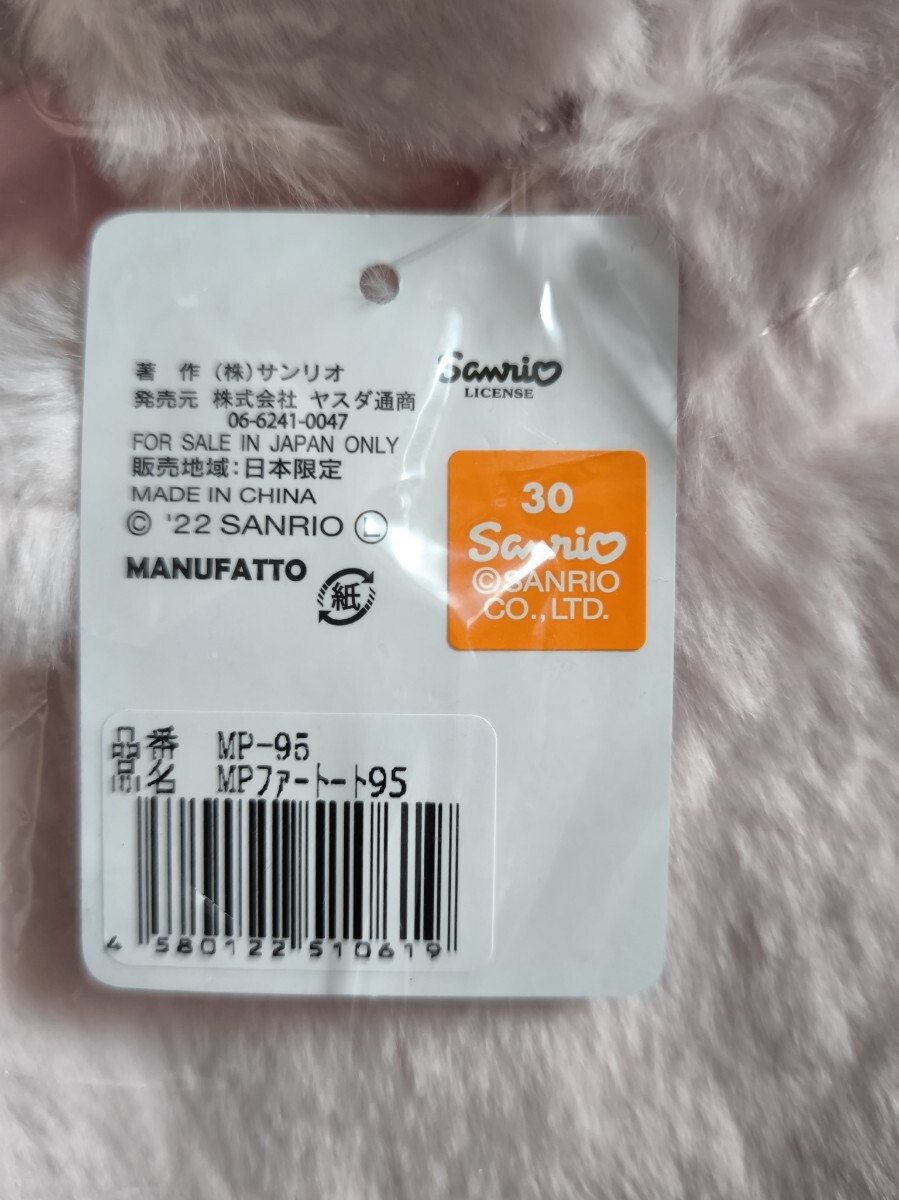 著 作 (株)サンリオ
発売元 株式会社 ヤスダ通商
06-6241-0047
FOR SALE IN JAPAN ONLY
販売地域:日本限定
MADE IN CHINA
© '22 SANRIO Ⓛ
MANUFATTO
紙
Sanrio
LICENSE
30
Sanrio
©SANRIO
CO.,LTD.
品番 MP-95
品名 MPファートート95
4 580122 510619